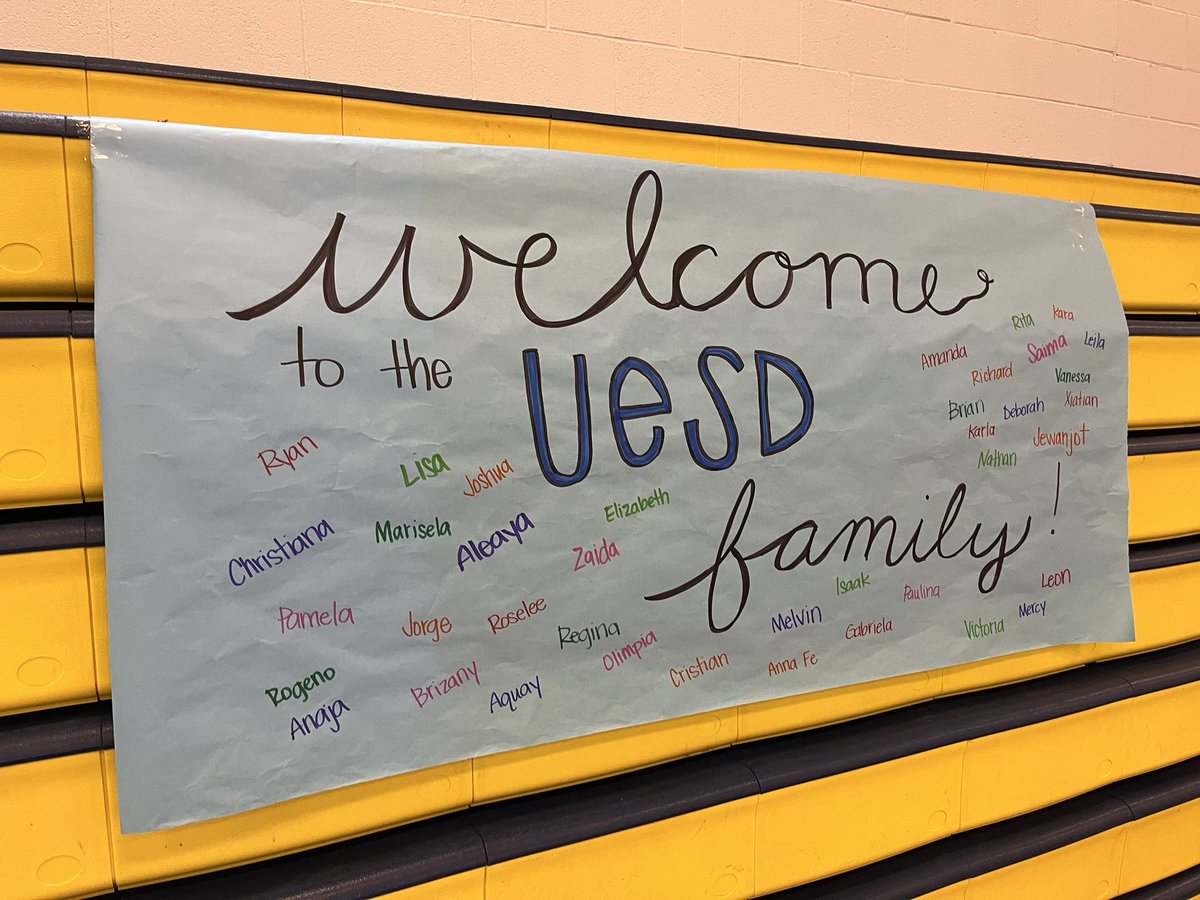 welcome
to the UeSD
family!
Rita Kara
Amanda Saima Leila
Richard Vanessa
Brian Deborah Xiatian
Karla Jewanjot
Nathan
Ryan Lisa Joshua
Christiana Marisela Aleaya Elizabeth
Zaida
Pamela Jorge Roselee
Regina Olimpia
Rogeno Brizany Aquay
Anaja
Isaak Paulina Leon
Melvin Gabriela Victoria Mercy
Cristian Anna Fe